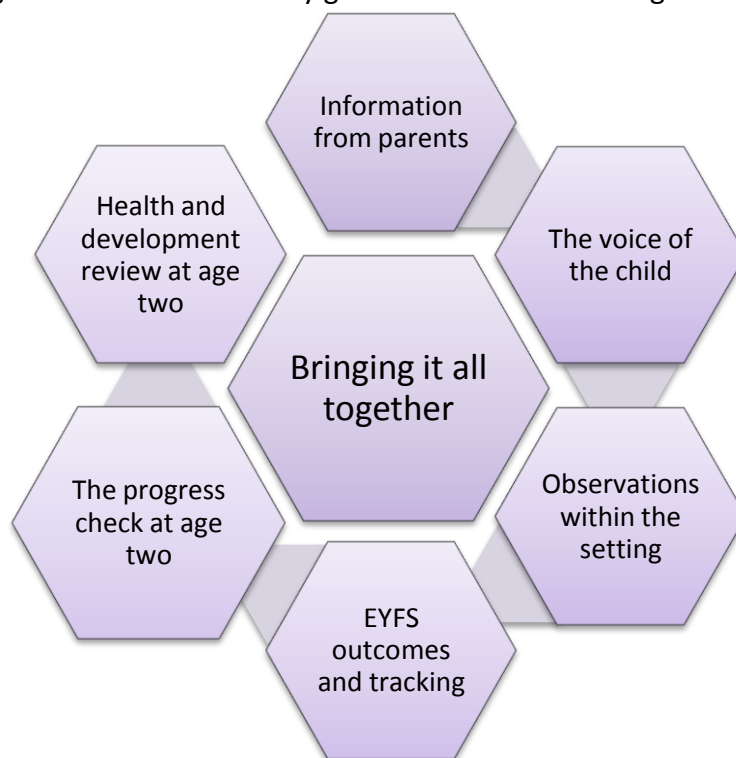 Information
from parents
The voice of
the child
Observations
within the
setting
EYFS
outcomes
and tracking
The progress
check at age
two
Health and
development
review at age
two
Bringing it all
together